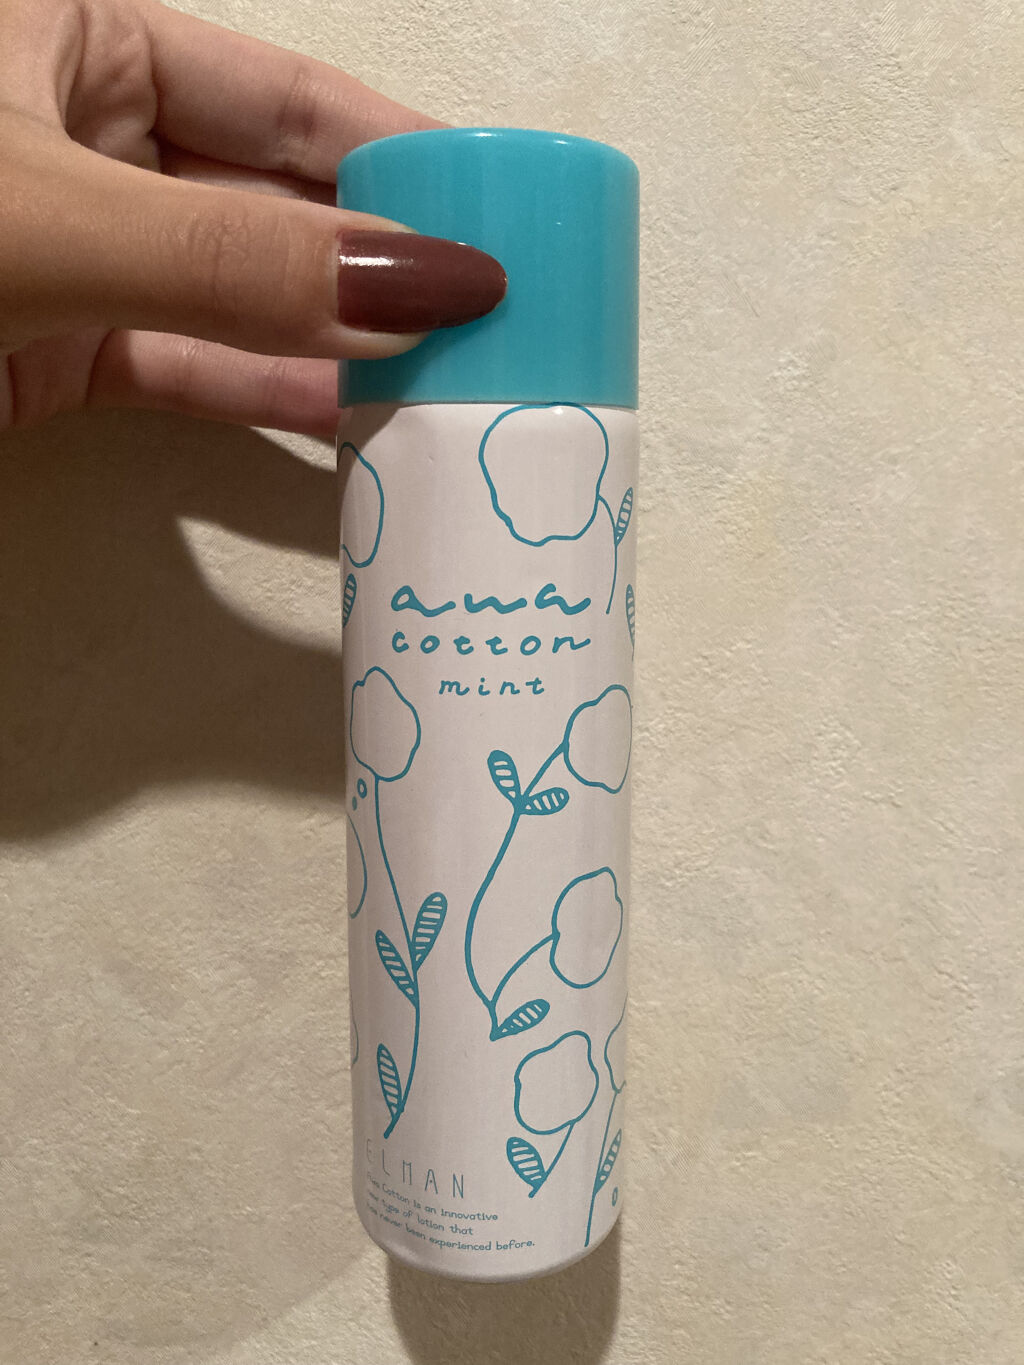 awa
cotton
mint
ELMAN
Awa Cotton is an innovative
new type of lotion that
has never been experienced before.